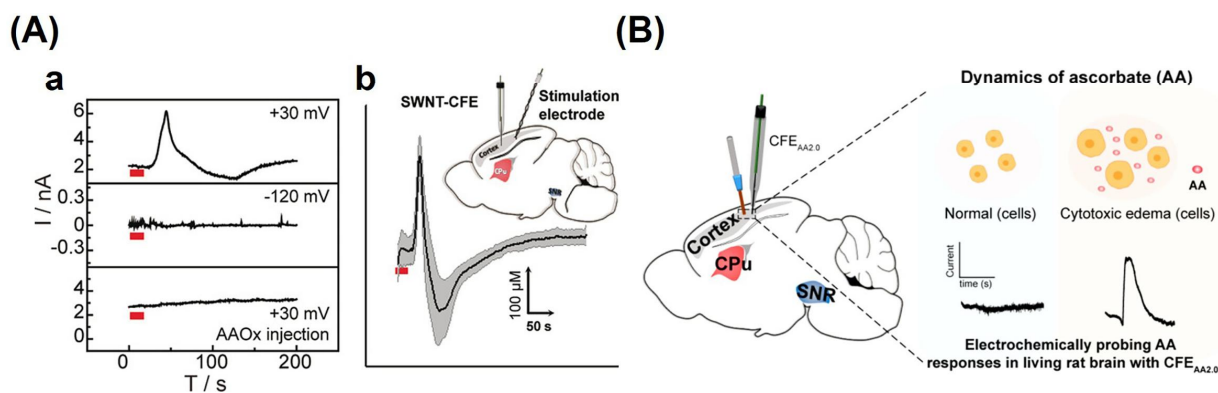 (A)
a
+30 mV
6
4
2
-120 mV
0.3
0
-0.3
+30 mV
AAOx injection
4
2
0
I / nA
0
100
200
T / s
b
SWNT-CFE
Stimulation
electrode
Cortex
CPu
SNR
100 µM
50 s
(B)
CFEAA2.0
Cortex
CPu
SNR
Dynamics of ascorbate (AA)
AA
Normal (cells)
Cytotoxic edema (cells)
Current
time (s)
Electrochemically probing AA
responses in living rat brain with CFEAA2.0